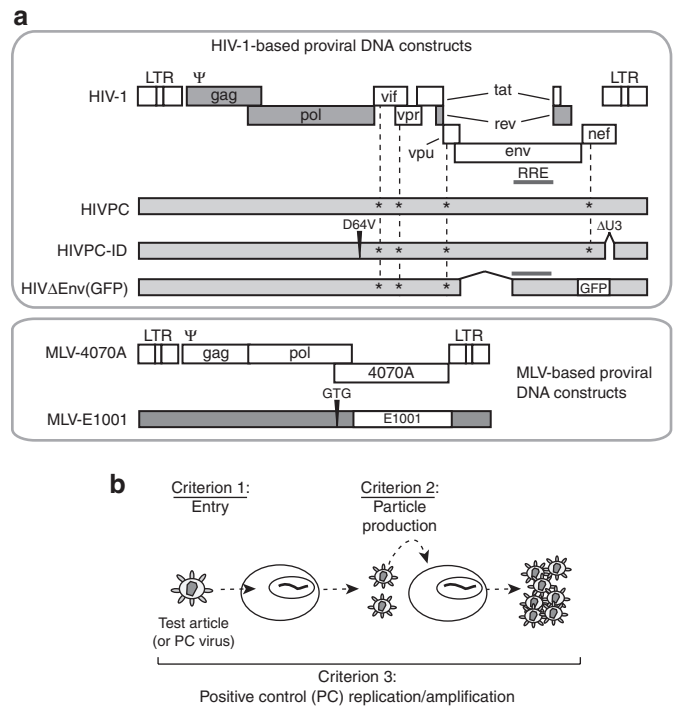 a
HIV-1-based proviral DNA constructs
LTR Ψ LTR
HIV-1 gag vif tat
pol vpr rev
vpu env nef
RRE
HIVPC * * * *
D64V ΔU3
HIVPC-ID * * * *
HIVΔEnv(GFP) * * * GFP
LTR Ψ LTR
MLV-4070A gag pol
4070A
MLV-based proviral
DNA constructs
GTG
MLV-E1001 E1001
b
Criterion 1:
Entry
Criterion 2:
Particle
production
Test article
(or PC virus)
Criterion 3:
Positive control (PC) replication/amplification